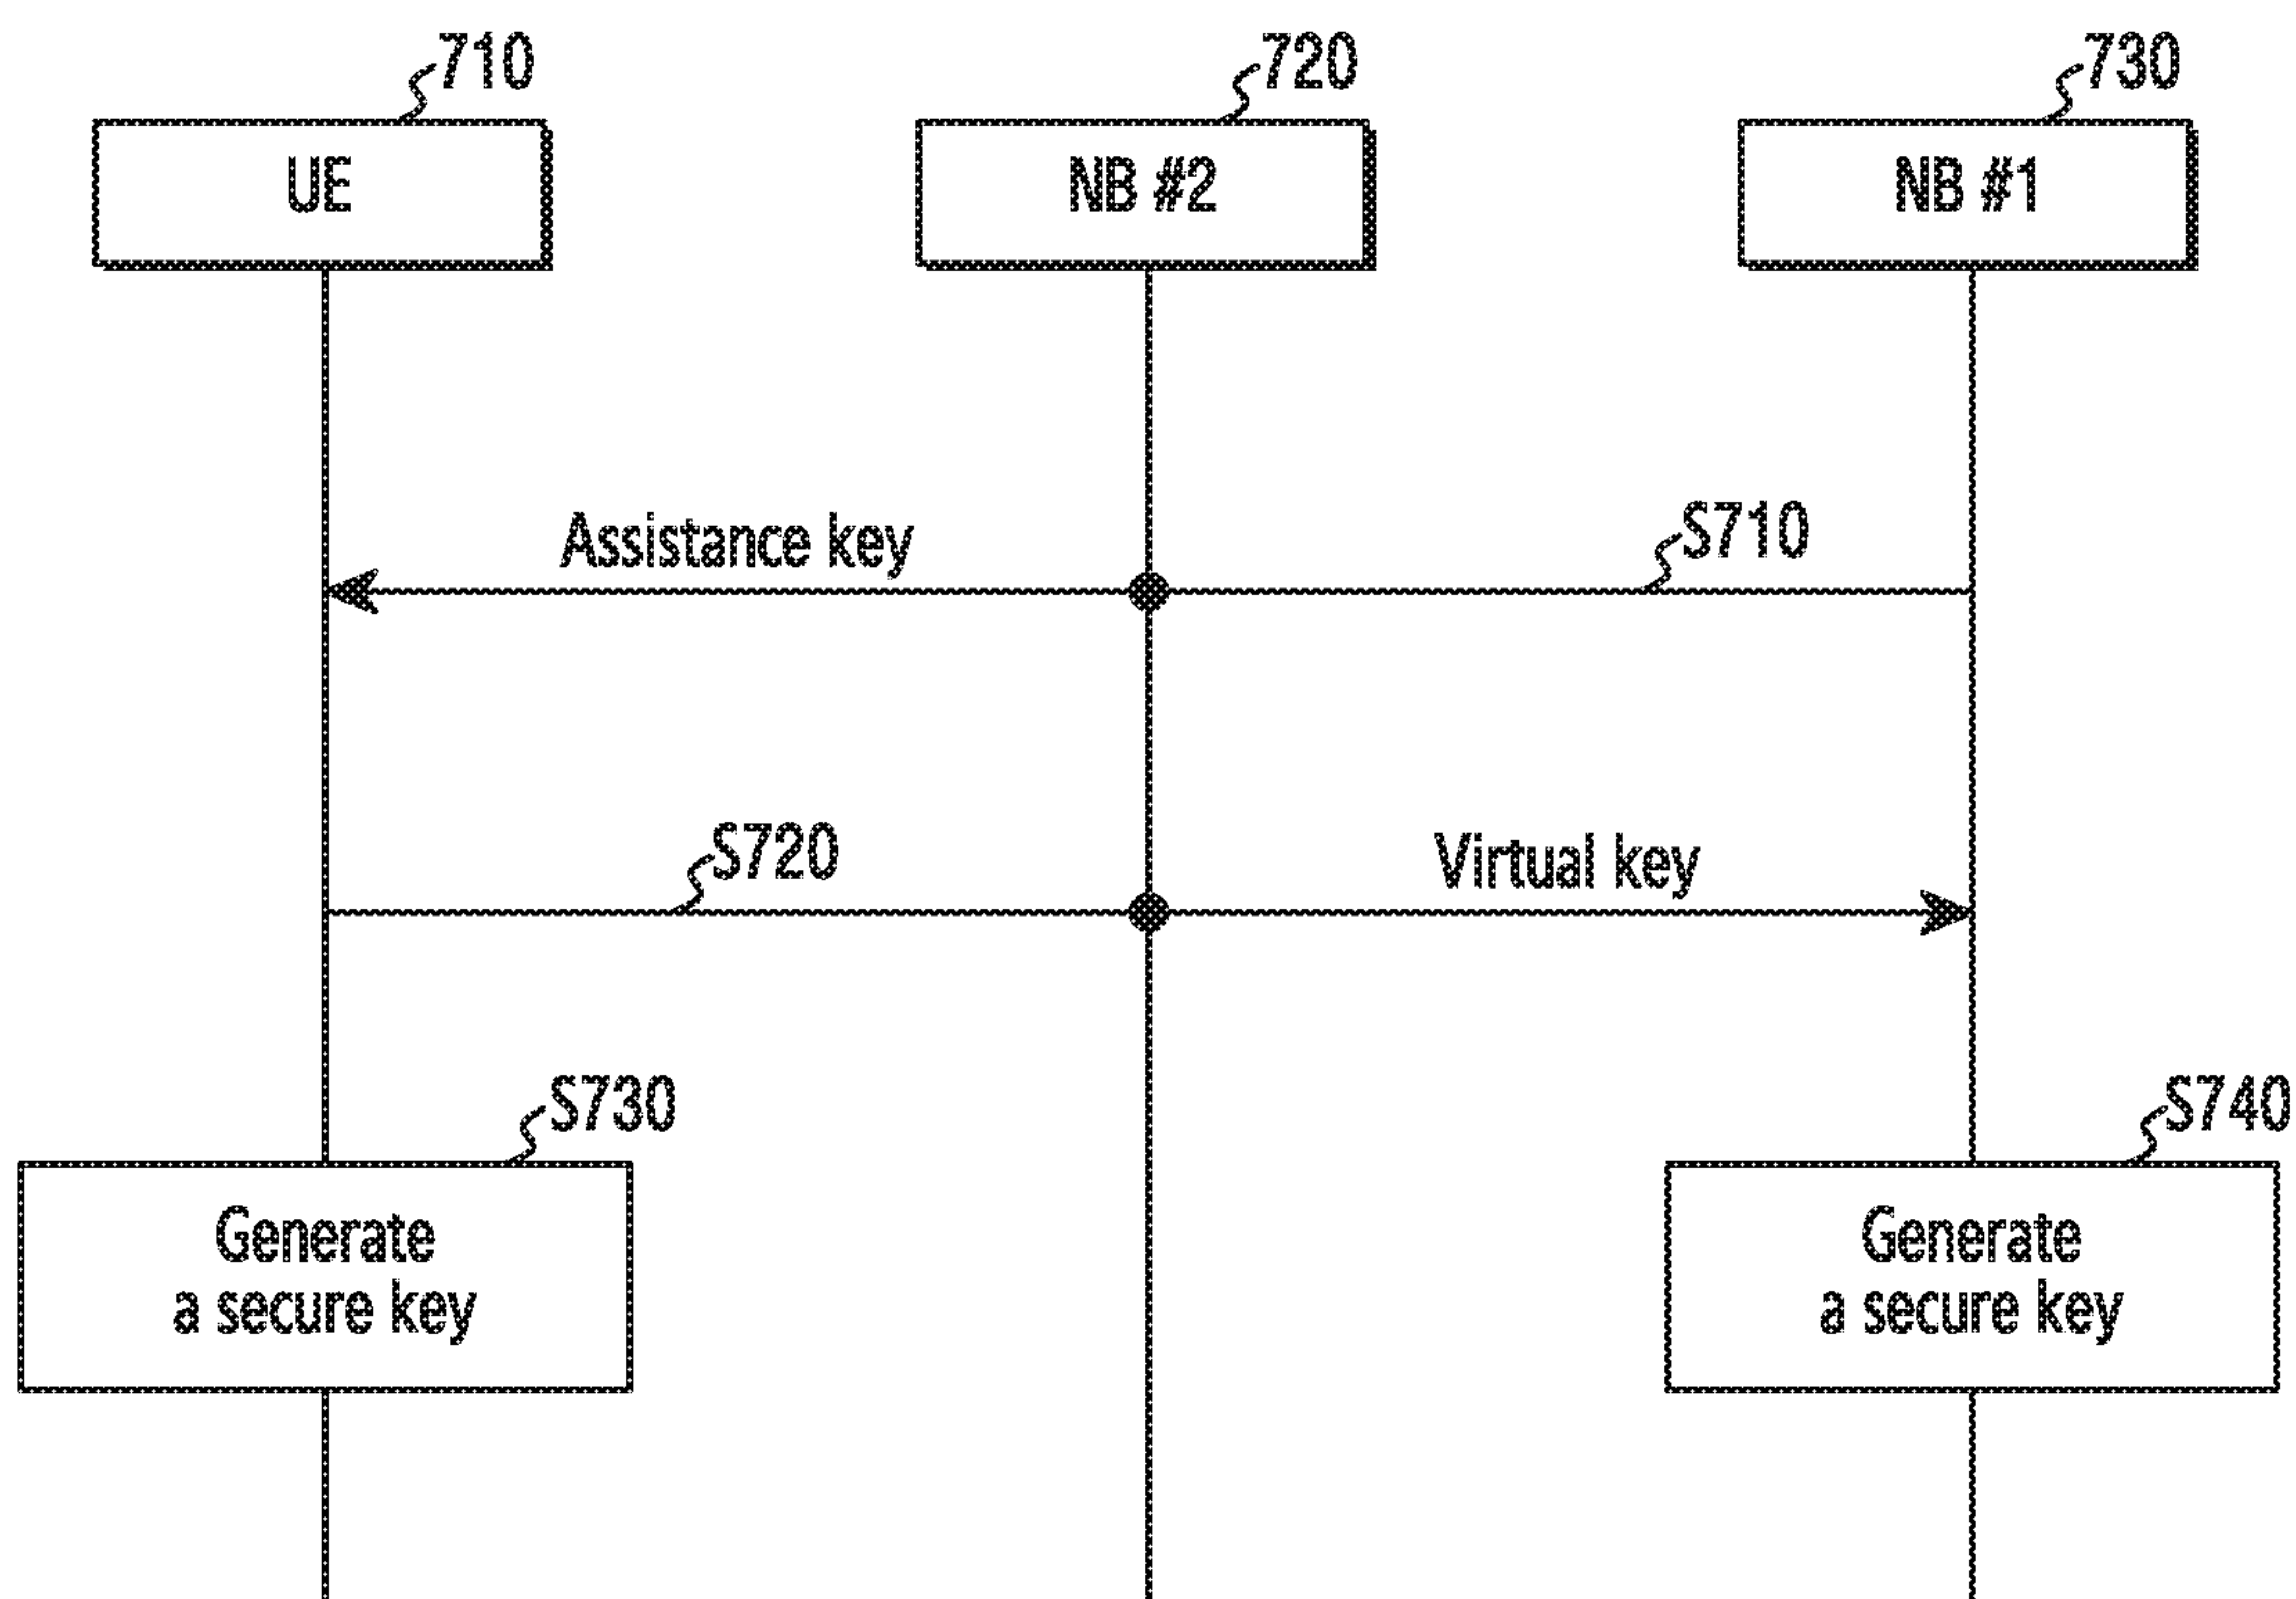 710
720
730
UE
NB #2
NB #1
Assistance key
S710
S720
Virtual key
S730
S740
Generate
a secure key
Generate
a secure key